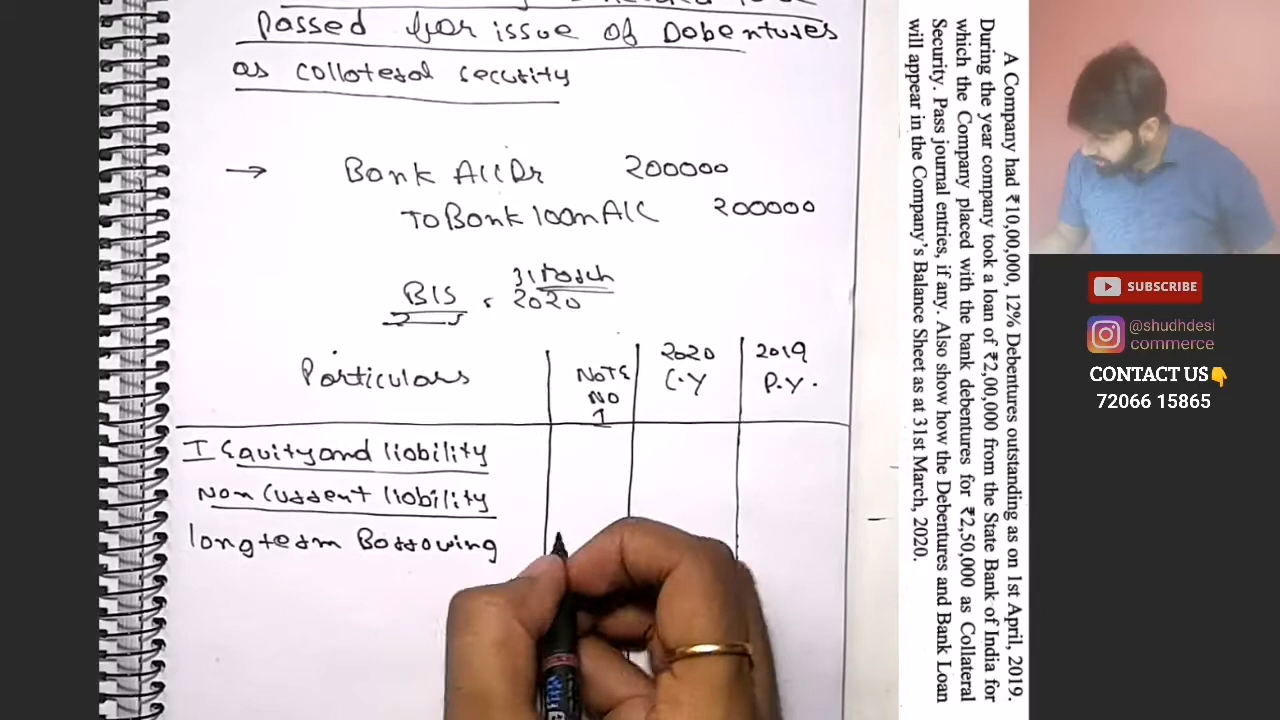 passed for issue of Debentures
as collateral security
→ Bank A/C Dr 200000
To Bank loan A/C 200000
B/S, 31 March 2020
Particulars
Note No 1
2020 C.Y
2019 P.Y.
I Equity and liability
Non Current liability
longterm Borrowing
A Company had ₹10,00,000, 12% Debentures outstanding as on 1st April, 2019.
During the year company took a loan of ₹2,00,000 from the State Bank of India for
which the Company placed with the bank debentures for ₹2,50,000 as Collateral
Security. Pass journal entries, if any. Also show how the Debentures and Bank Loan
will appear in the Company's Balance Sheet as at 31st March, 2020.
SUBSCRIBE
@shudhdesi
commerce
CONTACT US👇
72066 15865